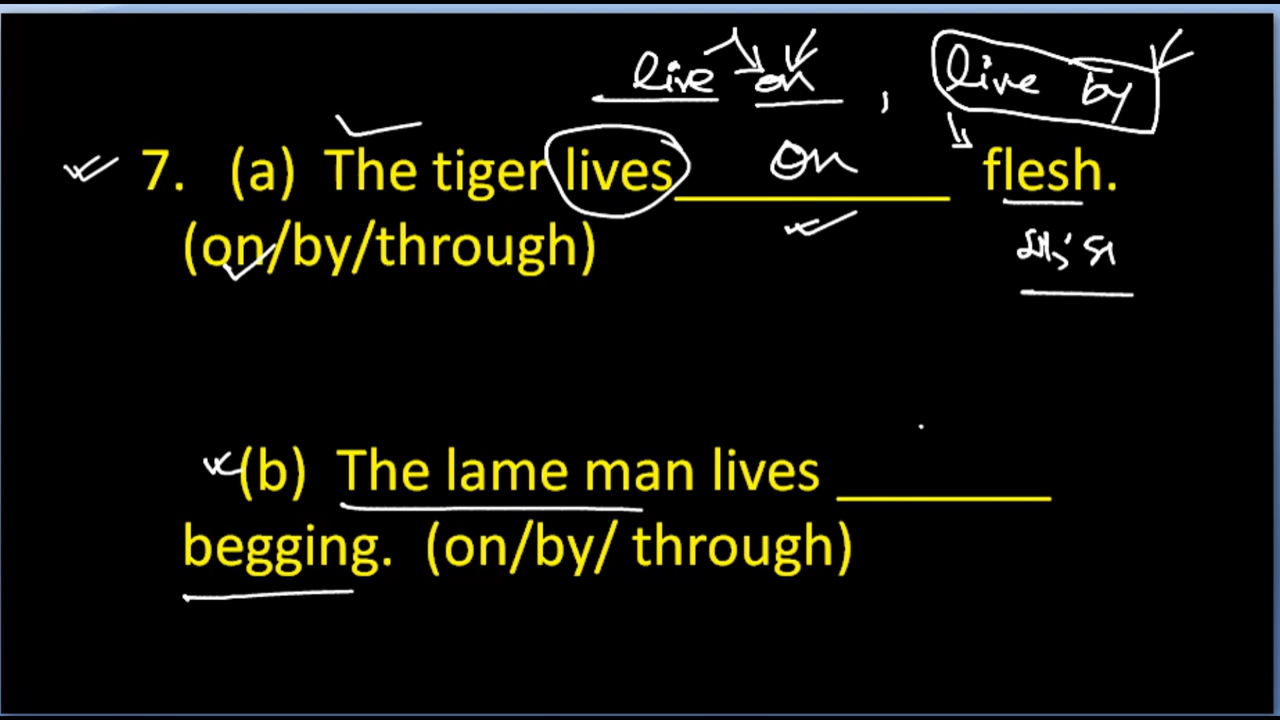 live on , live by
7. (a) The tiger lives on flesh.
(on/by/through)
(b) The lame man lives ________
begging. (on/by/ through)